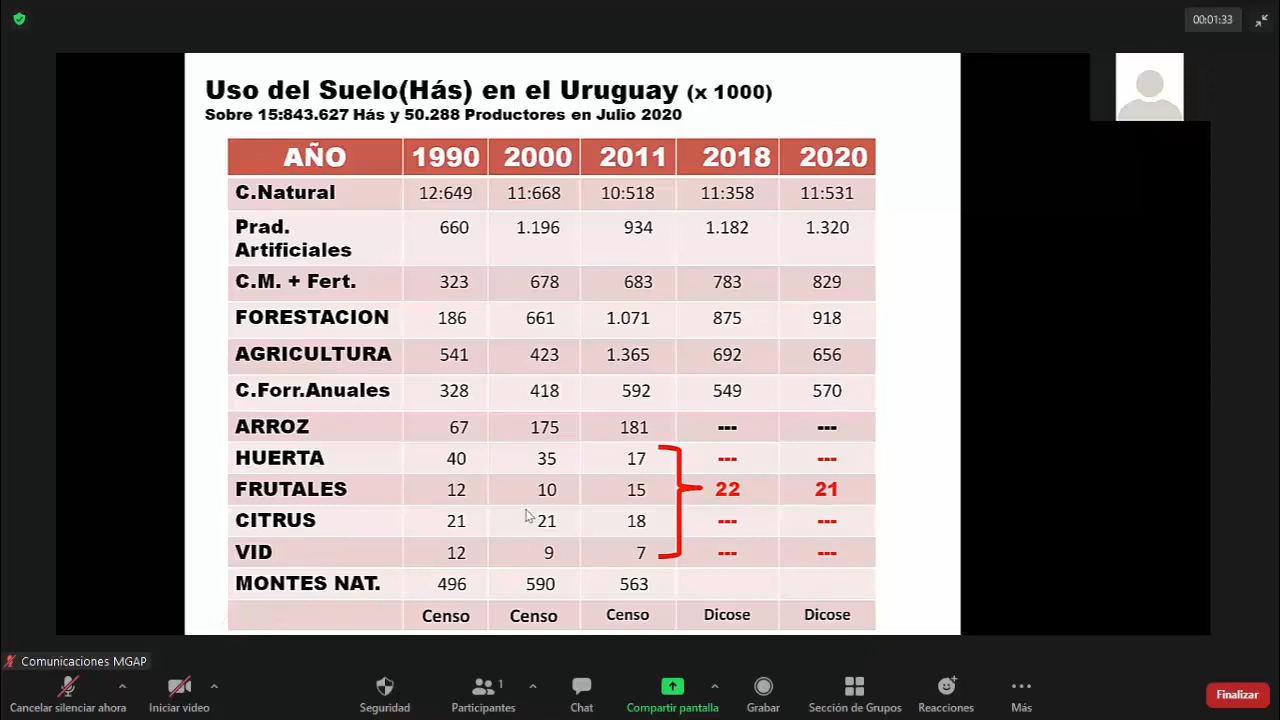 00:01:33
Uso del Suelo(Hás) en el Uruguay (x 1000)
Sobre 15:843.627 Hás y 50.288 Productores en Julio 2020
AÑO 1990 2000 2011 2018 2020
C.Natural 12:649 11:668 10:518 11:358 11:531
Prad. Artificiales 660 1.196 934 1.182 1.320
C.M. + Fert. 323 678 683 783 829
FORESTACION 186 661 1.071 875 918
AGRICULTURA 541 423 1.365 692 656
C.Forr.Anuales 328 418 592 549 570
ARROZ 67 175 181 --- ---
HUERTA 40 35 17 --- ---
FRUTALES 12 10 15 22 21
CITRUS 21 21 18 --- ---
VID 12 9 7 --- ---
MONTES NAT. 496 590 563
Censo Censo Censo Dicose Dicose
Comunicaciones MGAP
1
Cancelar silenciar ahora Iniciar video Seguridad Participantes Chat Compartir pantalla Grabar Sección de Grupos Reacciones Más Finalizar